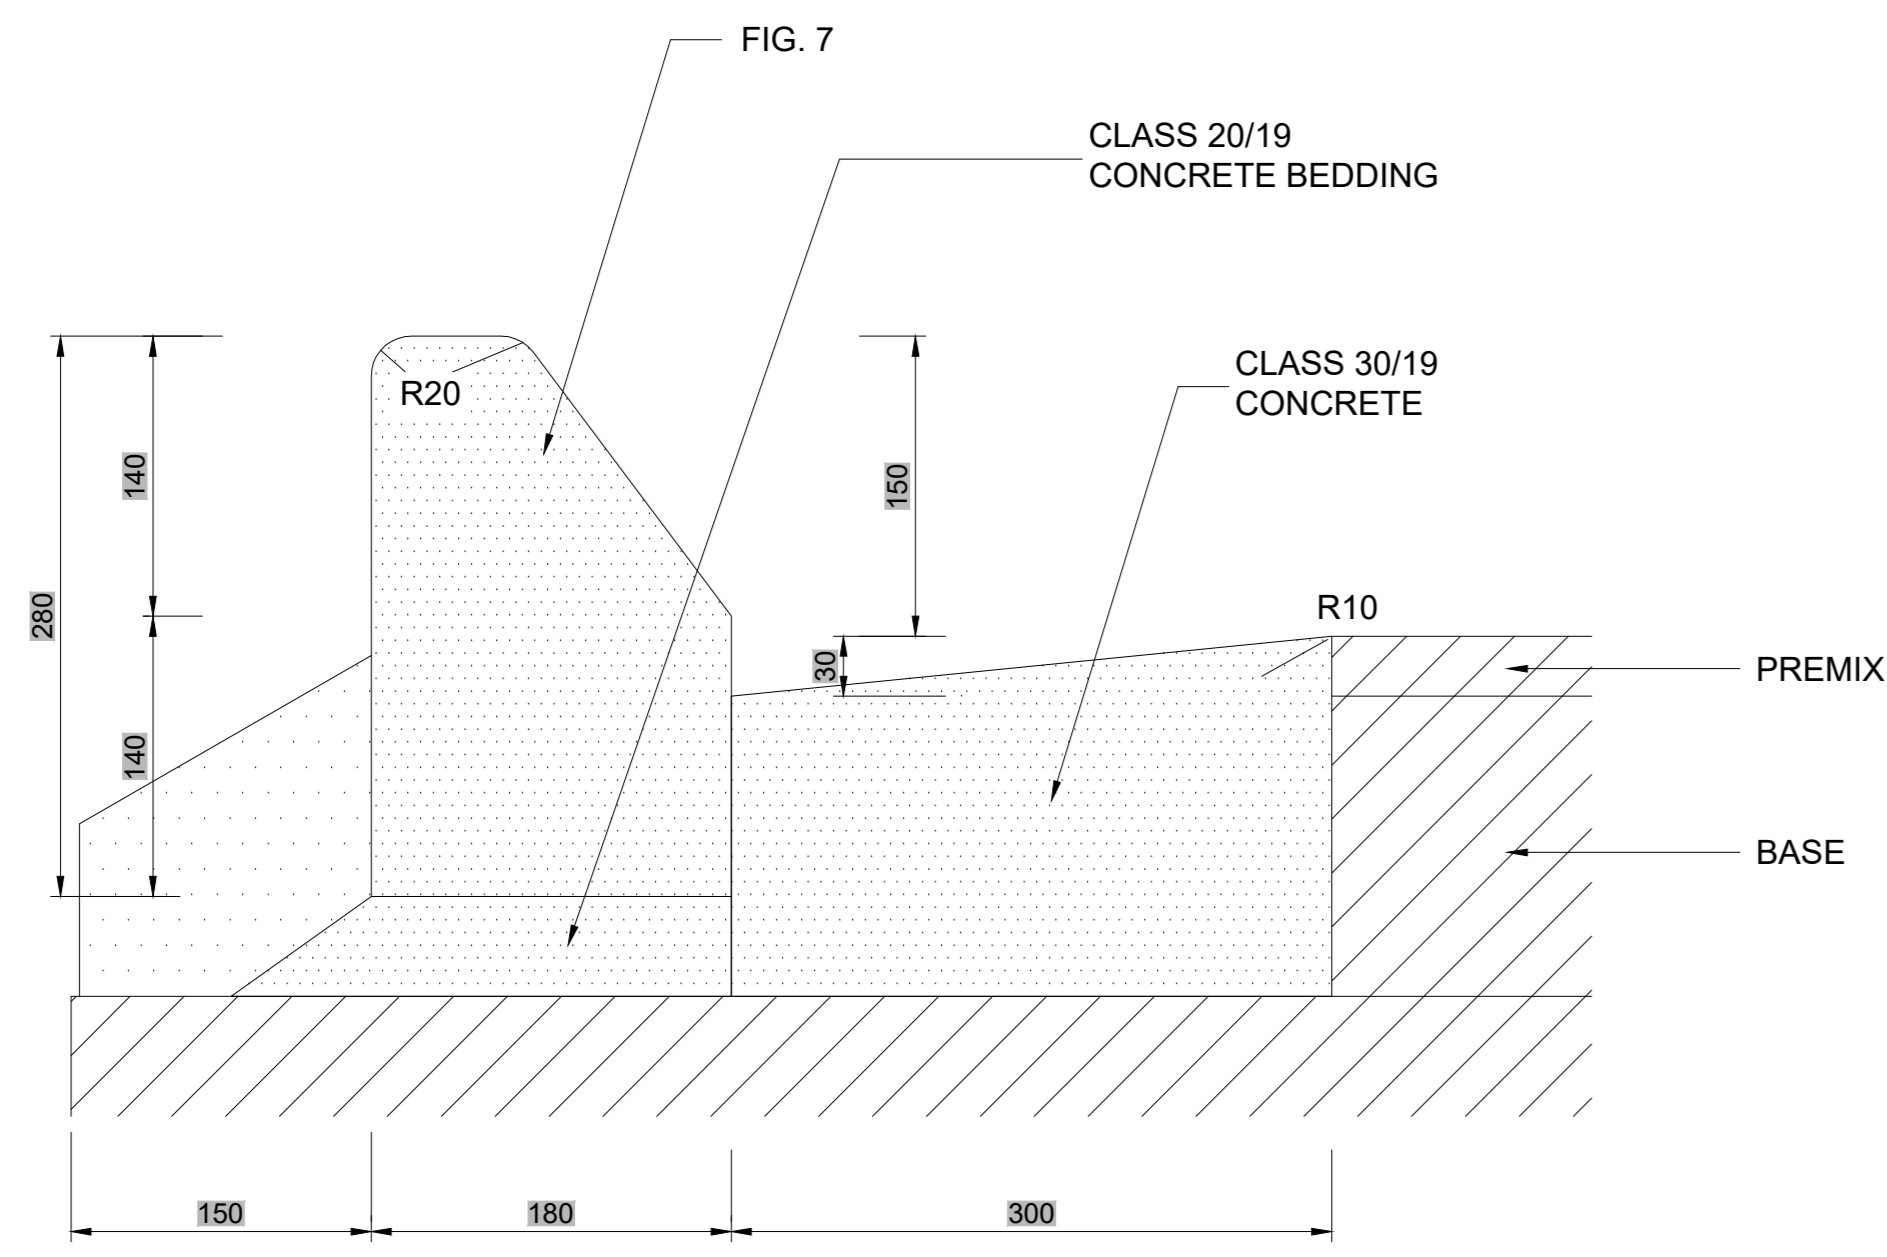 FIG. 7
CLASS 20/19
CONCRETE BEDDING
CLASS 30/19
CONCRETE
R20
140
150
280
R10
30
PREMIX
140
BASE
150
180
300